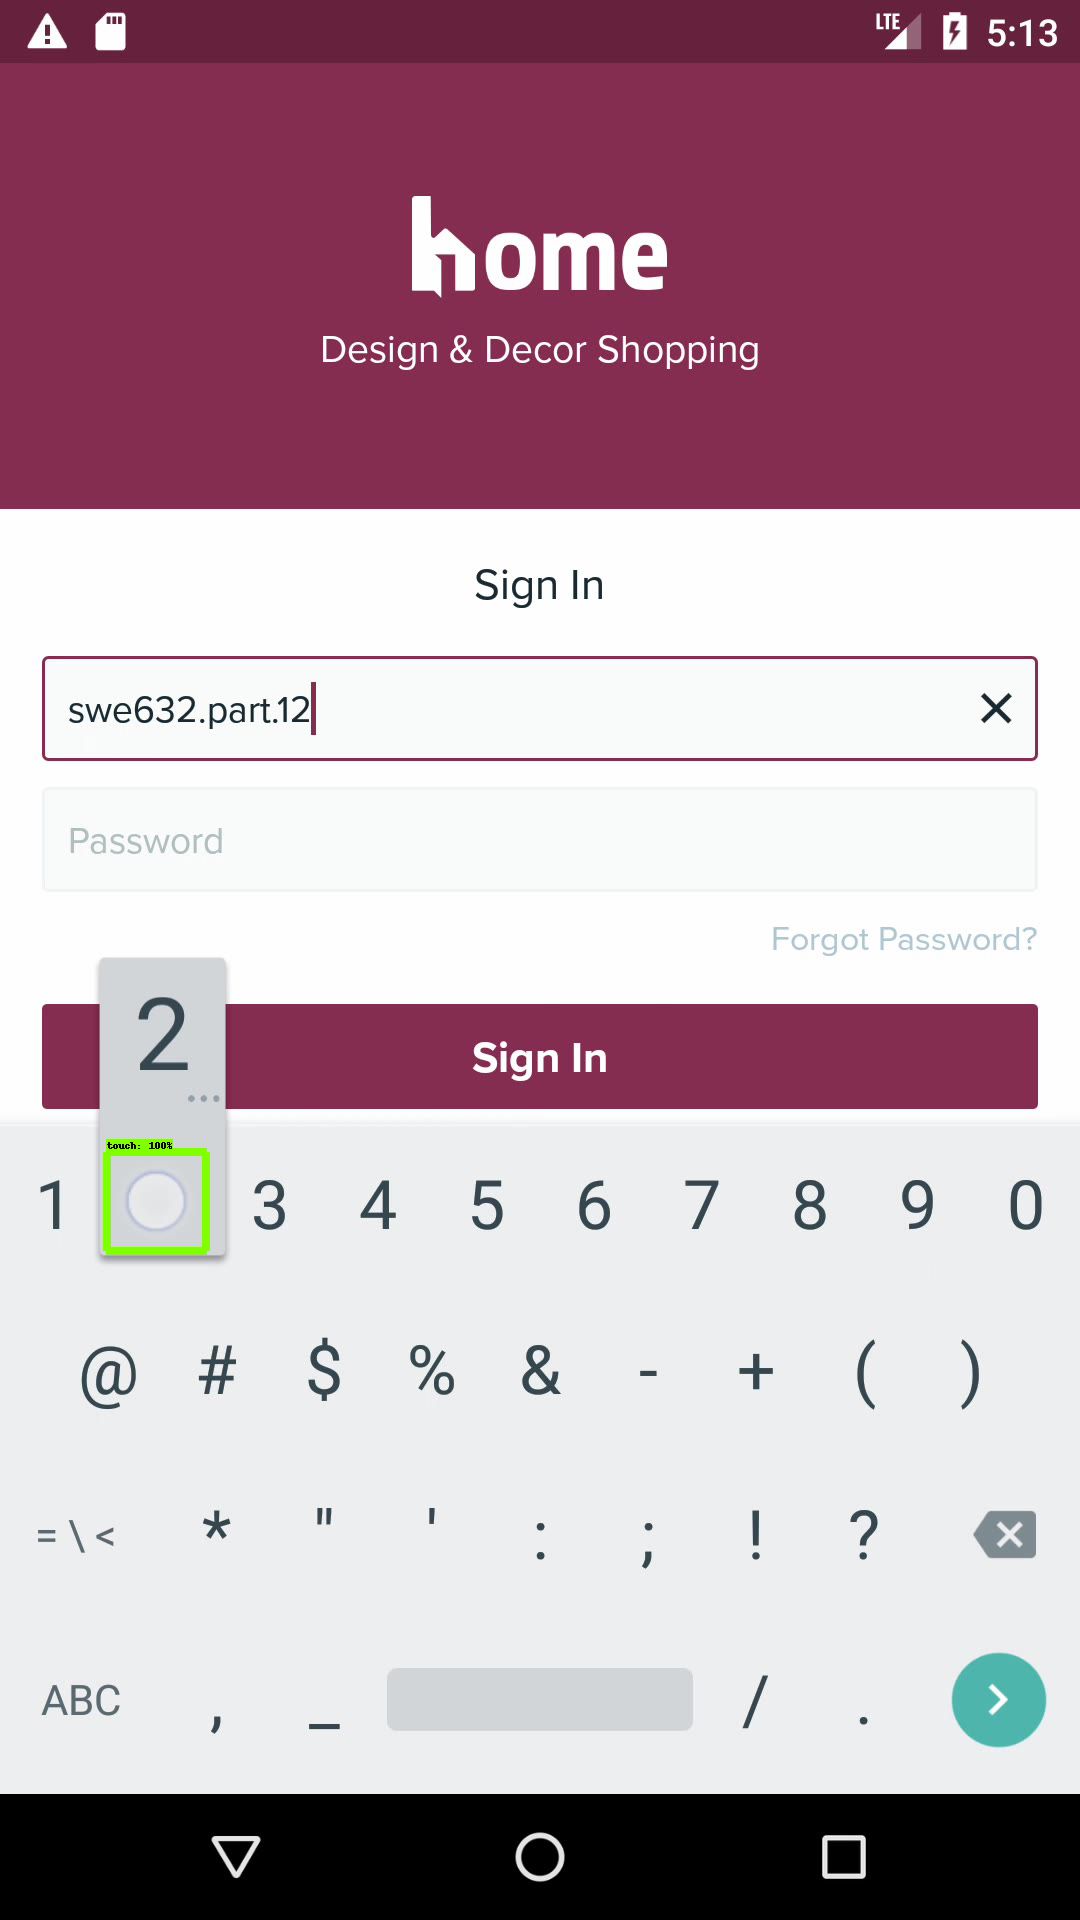 LTE 5:13
home
Design & Decor Shopping
Sign In
swe632.part.12
Password
Forgot Password?
Sign In
2
...
touch: 100%
1 3 4 5 6 7 8 9 0
@ # $ % & - + ( )
= \ < * " ' : ; ! ?
ABC , _ / .